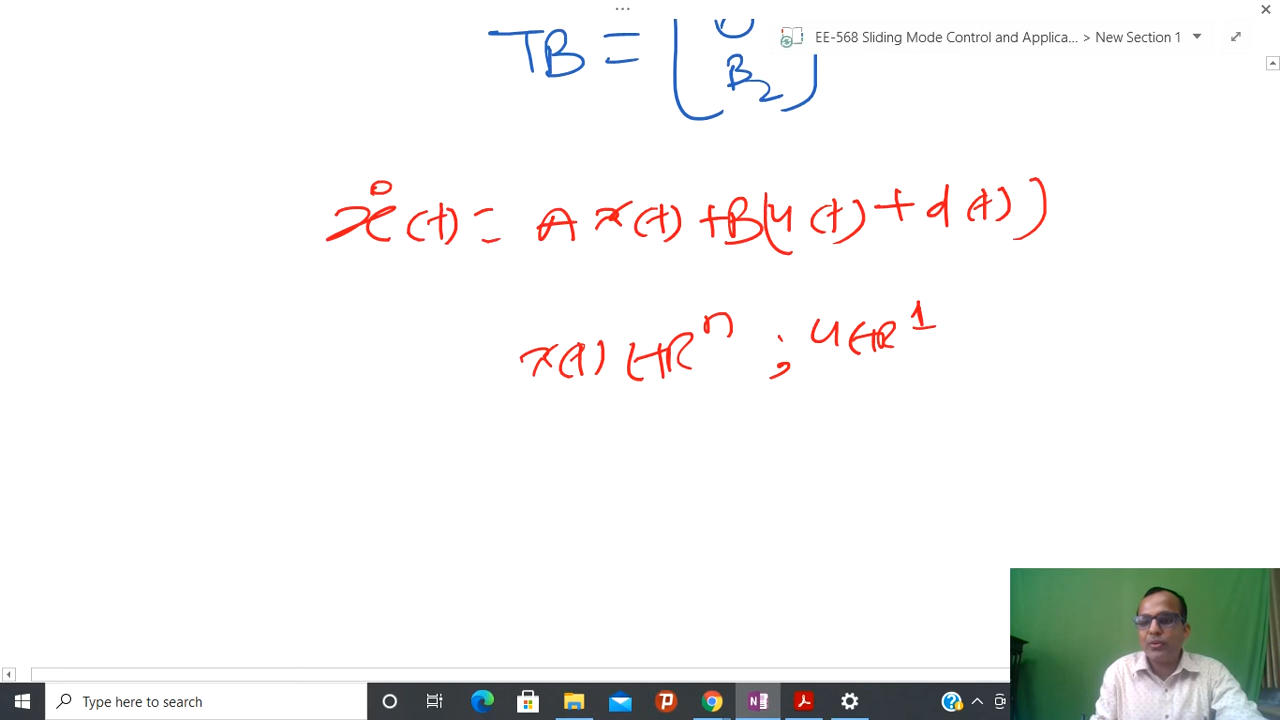 EE-568 Sliding Mode Control and Applica... > New Section 1
TB = (0
B₂)
ẋ(t) = A x(t) + B(u(t) + d(t))
x(t) ∈ ℝⁿ ; u ∈ ℝ¹
Type here to search